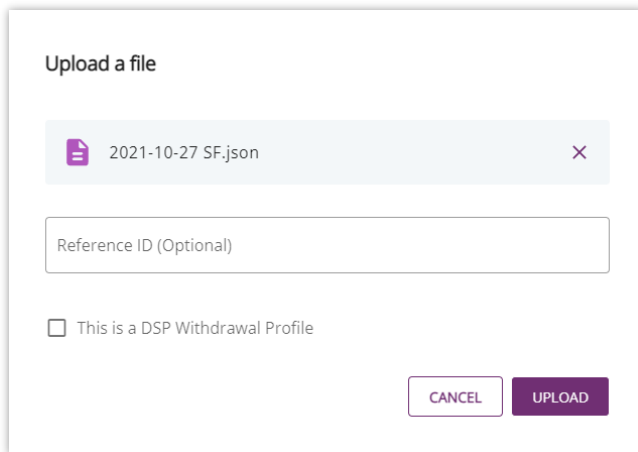 Upload a file
2021-10-27 SF.json
Reference ID (Optional)
This is a DSP Withdrawal Profile
CANCEL UPLOAD